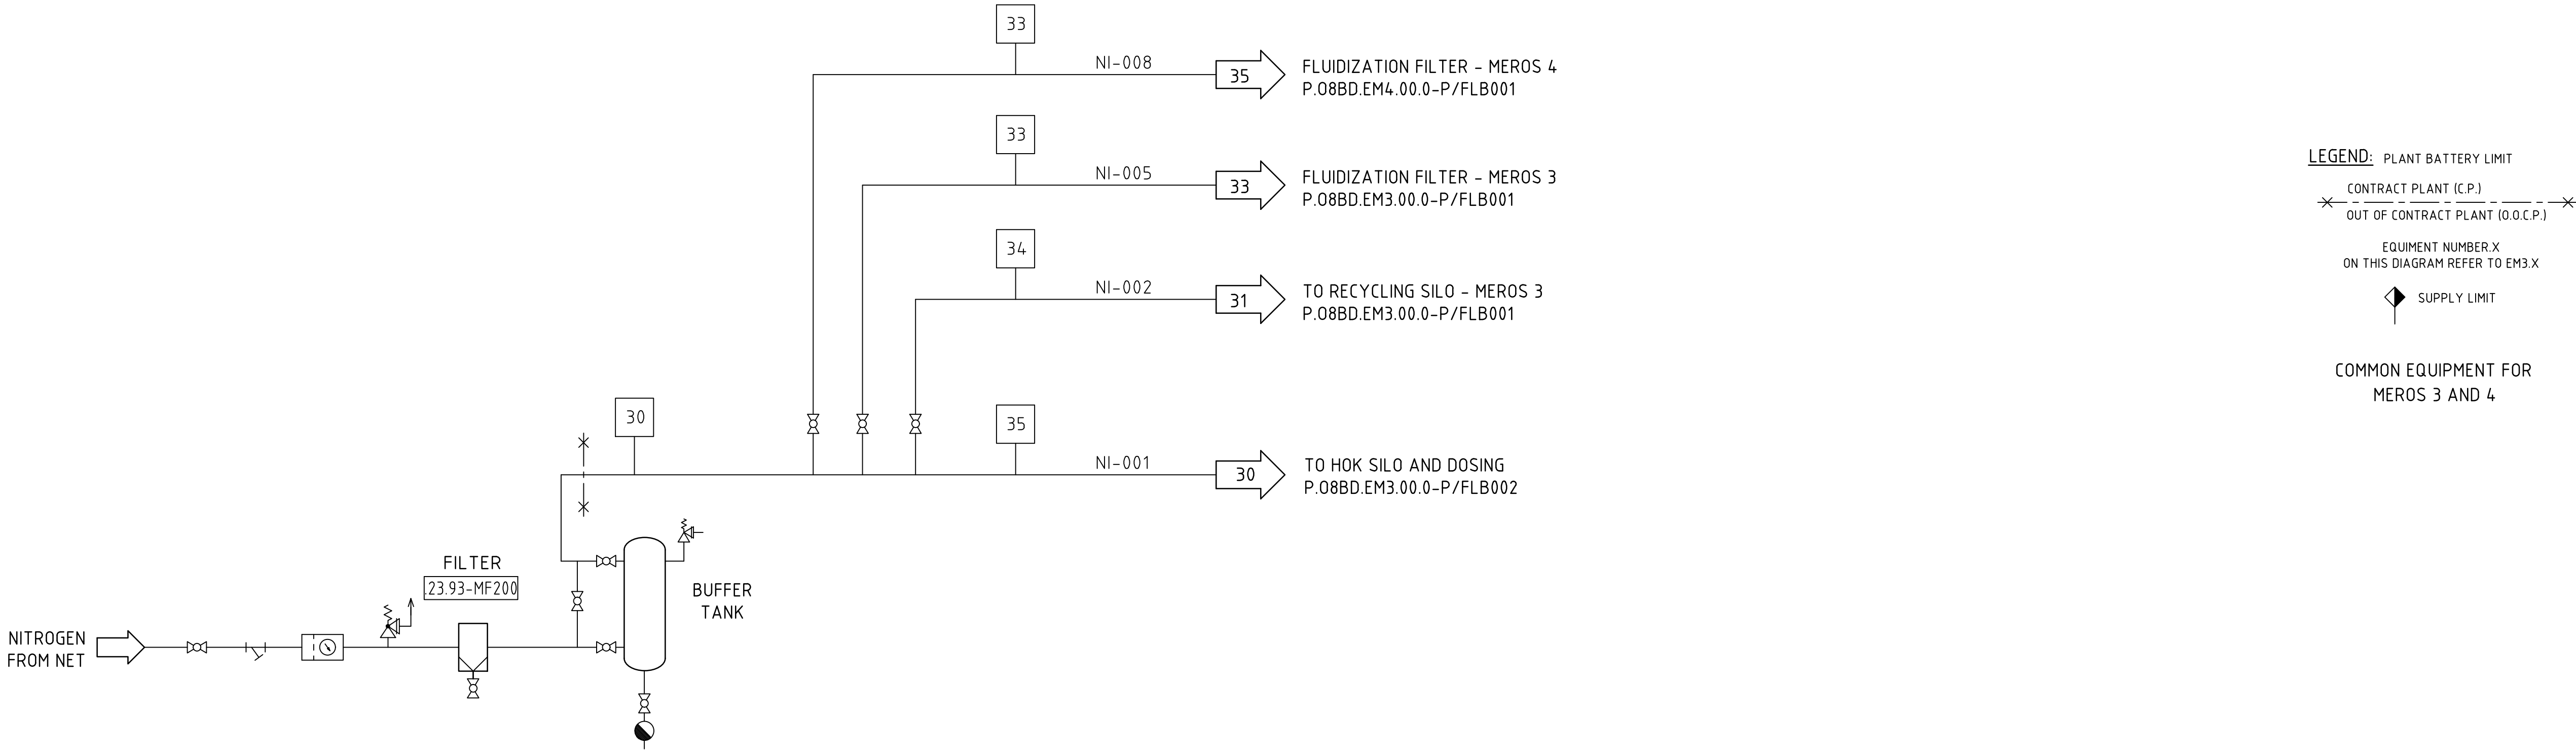 33
NI-008
35
FLUIDIZATION FILTER - MEROS 4
P.08BD.EM4.00.0-P/FLB001
33
NI-005
33
FLUIDIZATION FILTER - MEROS 3
P.08BD.EM3.00.0-P/FLB001
34
NI-002
31
TO RECYCLING SILO - MEROS 3
P.08BD.EM3.00.0-P/FLB001
30
35
NI-001
30
TO HOK SILO AND DOSING
P.08BD.EM3.00.0-P/FLB002
FILTER
.23.93-MF200
BUFFER
TANK
NITROGEN
FROM NET
LEGEND: PLANT BATTERY LIMIT
CONTRACT PLANT (C.P.)
OUT OF CONTRACT PLANT (O.O.C.P.)
EQUIMENT NUMBER.X
ON THIS DIAGRAM REFER TO EM3.X
SUPPLY LIMIT
COMMON EQUIPMENT FOR
MEROS 3 AND 4